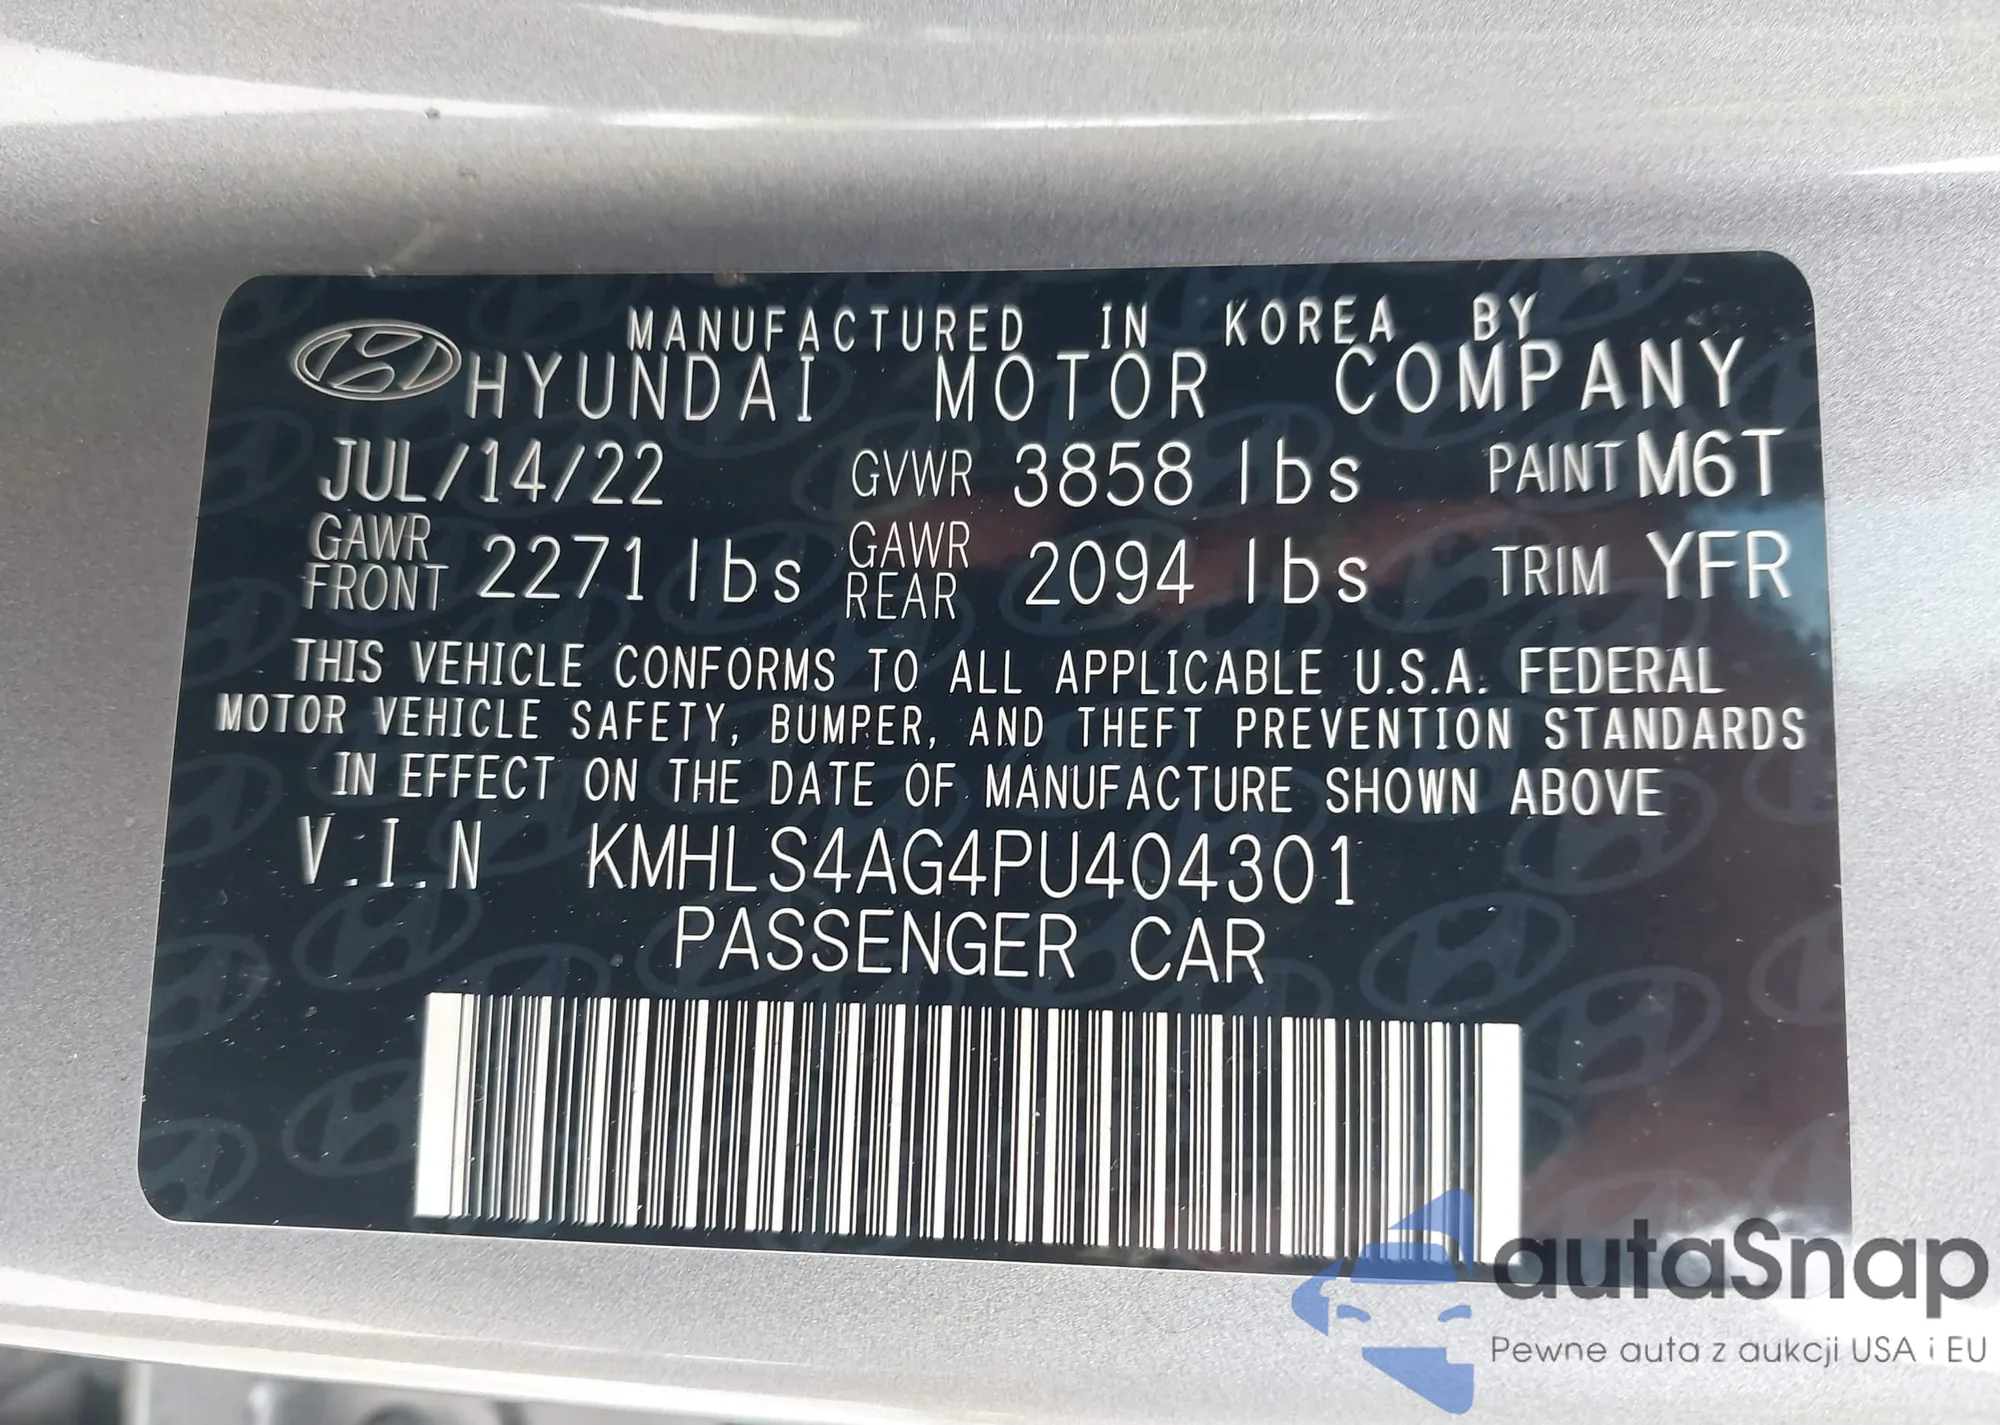 MANUFACTURED IN KOREA BY
HYUNDAI MOTOR COMPANY
JUL/14/22 GVWR 3858 lbs PAINT M6T
GAWR FRONT 2271 lbs GAWR REAR 2094 lbs TRIM YFR
THIS VEHICLE CONFORMS TO ALL APPLICABLE U.S.A. FEDERAL
MOTOR VEHICLE SAFETY, BUMPER, AND THEFT PREVENTION STANDARDS
IN EFFECT ON THE DATE OF MANUFACTURE SHOWN ABOVE
V.I.N KMHLS4AG4PU404301
PASSENGER CAR
autaSnap
Pewne auta z aukcji USA i EU